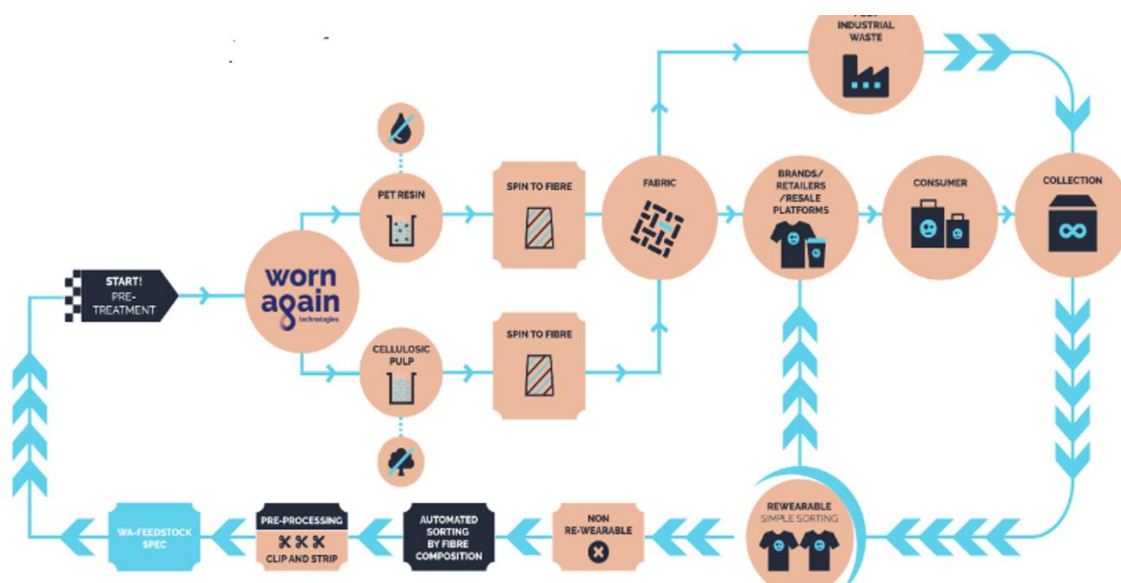 INDUSTRIAL
WASTE
PET RESIN
SPIN TO FIBRE
FABRIC
BRANDS/
RETAILERS
/RESALE
PLATFORMS
CONSUMER
COLLECTION
START!
PRE-
TREATMENT
worn
again
technologies
CELLULOSIC
PULP
SPIN TO FIBRE
WA-FEEDSTOCK
SPEC
PRE-PROCESSING
CLIP AND STRIP
AUTOMATED
SORTING
BY FIBRE
COMPOSITION
NON
RE-WEARABLE
REWEARABLE
SIMPLE SORTING